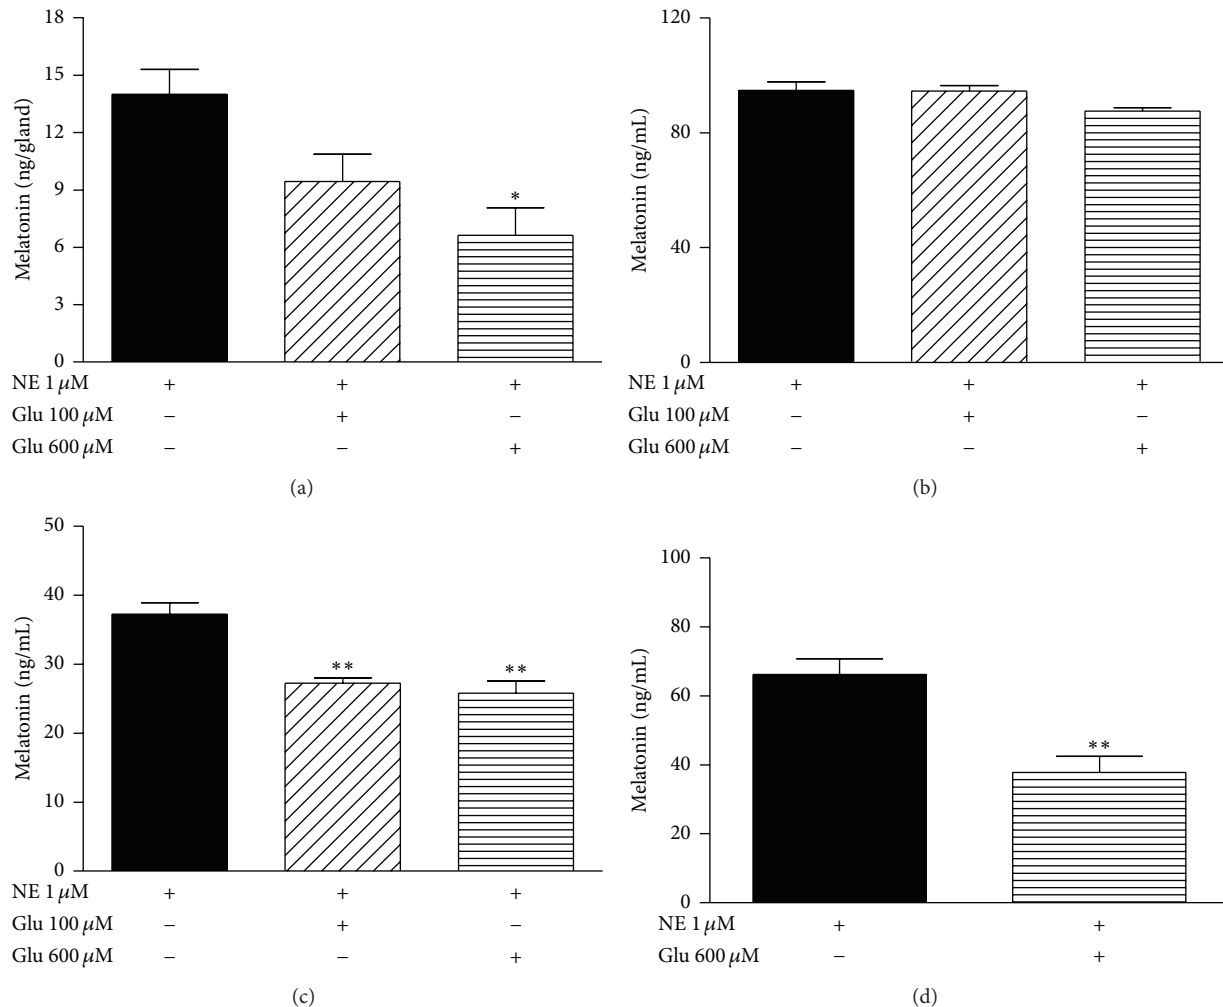 18
15
12
9
6
3
0
Melatonin (ng/gland)
*
NE 1 μM + + +
Glu 100 μM − + −
Glu 600 μM − − +
(a)
120
80
40
0
Melatonin (ng/mL)
NE 1 μM + + +
Glu 100 μM − + −
Glu 600 μM − − +
(b)
50
40
30
20
10
0
Melatonin (ng/mL)
** **
NE 1 μM + + +
Glu 100 μM − + −
Glu 600 μM − − +
(c)
100
80
60
40
20
0
Melatonin (ng/mL)
**
NE 1 μM + +
Glu 600 μM − +
(d)